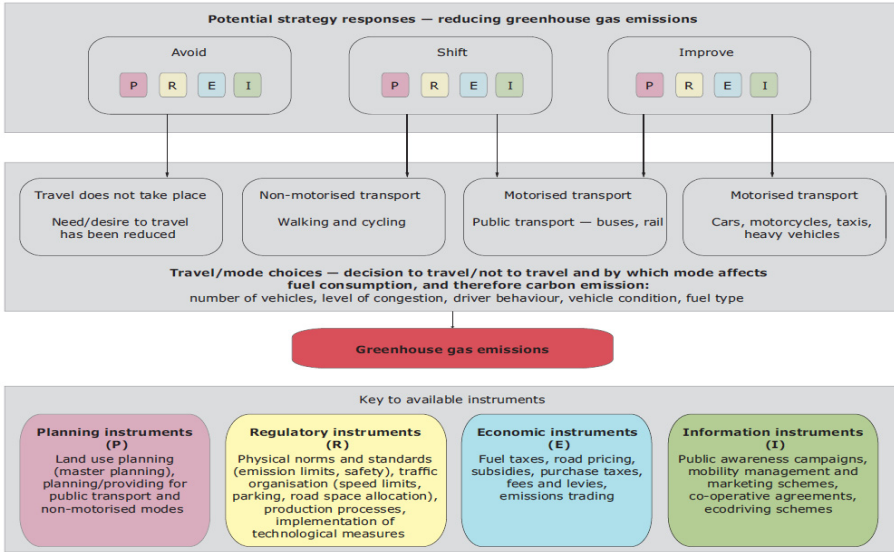 Potential strategy responses — reducing greenhouse gas emissions
Avoid
P R E I
Shift
P R E I
Improve
P R E I
Travel does not take place
Need/desire to travel
has been reduced
Non-motorised transport
Walking and cycling
Motorised transport
Public transport — buses, rail
Motorised transport
Cars, motorcycles, taxis,
heavy vehicles
Travel/mode choices — decision to travel/not to travel and by which mode affects
fuel consumption, and therefore carbon emission:
number of vehicles, level of congestion, driver behaviour, vehicle condition, fuel type
Greenhouse gas emissions
Key to available instruments
Planning instruments
(P)
Land use planning
(master planning),
planning/providing for
public transport and
non-motorised modes
Regulatory instruments
(R)
Physical norms and standards
(emission limits, safety), traffic
organisation (speed limits,
parking, road space allocation),
production processes,
implementation of
technological measures
Economic instruments
(E)
Fuel taxes, road pricing,
subsidies, purchase taxes,
fees and levies,
emissions trading
Information instruments
(I)
Public awareness campaigns,
mobility management and
marketing schemes,
co-operative agreements,
ecodriving schemes